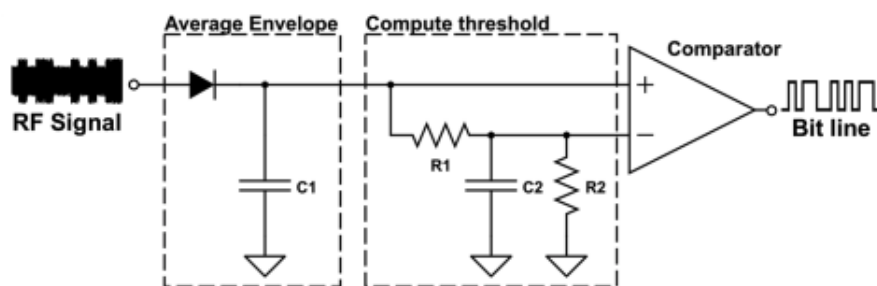 Average Envelope
Compute threshold
Comparator
RF Signal
+
−
Bit line
R1
C1
C2
R2